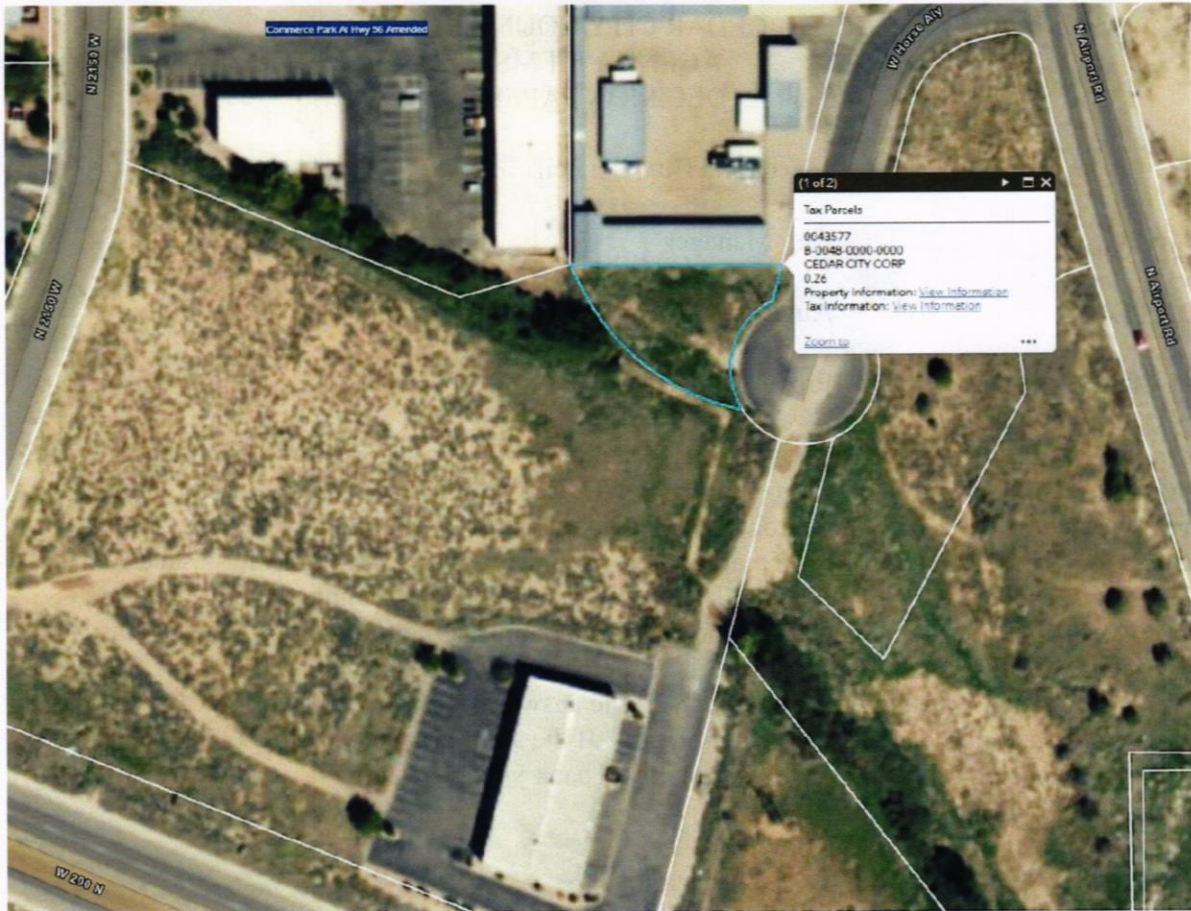 Commerce Park At Hwy 56 Amended
N 2150 W
W Horse Aly
N Airport Rd
(1 of 2)
Tax Parcels
0043577
B-0048-0000-0000
CEDAR CITY CORP
0.26
Property Information: View Information
Tax Information: View Information
Zoom to
N 2150 W
N Airport Rd
W 200 N